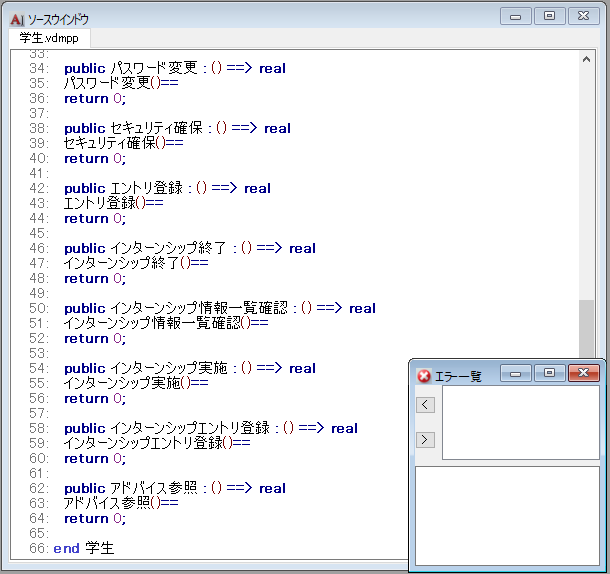 ソースウインドウ
学生.vdmpp
33:
34: public パスワード変更 : () ==> real
35: パスワード変更()==
36: return 0;
37:
38: public セキュリティ確保 : () ==> real
39: セキュリティ確保()==
40: return 0;
41:
42: public エントリ登録 : () ==> real
43: エントリ登録()==
44: return 0;
45:
46: public インターンシップ終了 : () ==> real
47: インターンシップ終了()==
48: return 0;
49:
50: public インターンシップ情報一覧確認 : () ==> real
51: インターンシップ情報一覧確認()==
52: return 0;
53:
54: public インターンシップ実施 : () ==> real
55: インターンシップ実施()==
56: return 0;
57:
58: public インターンシップエントリ登録 : () ==> real
59: インターンシップエントリ登録()==
60: return 0;
61:
62: public アドバイス参照 : () ==> real
63: アドバイス参照()==
64: return 0;
65:
66: end 学生
エラー一覧
<
>